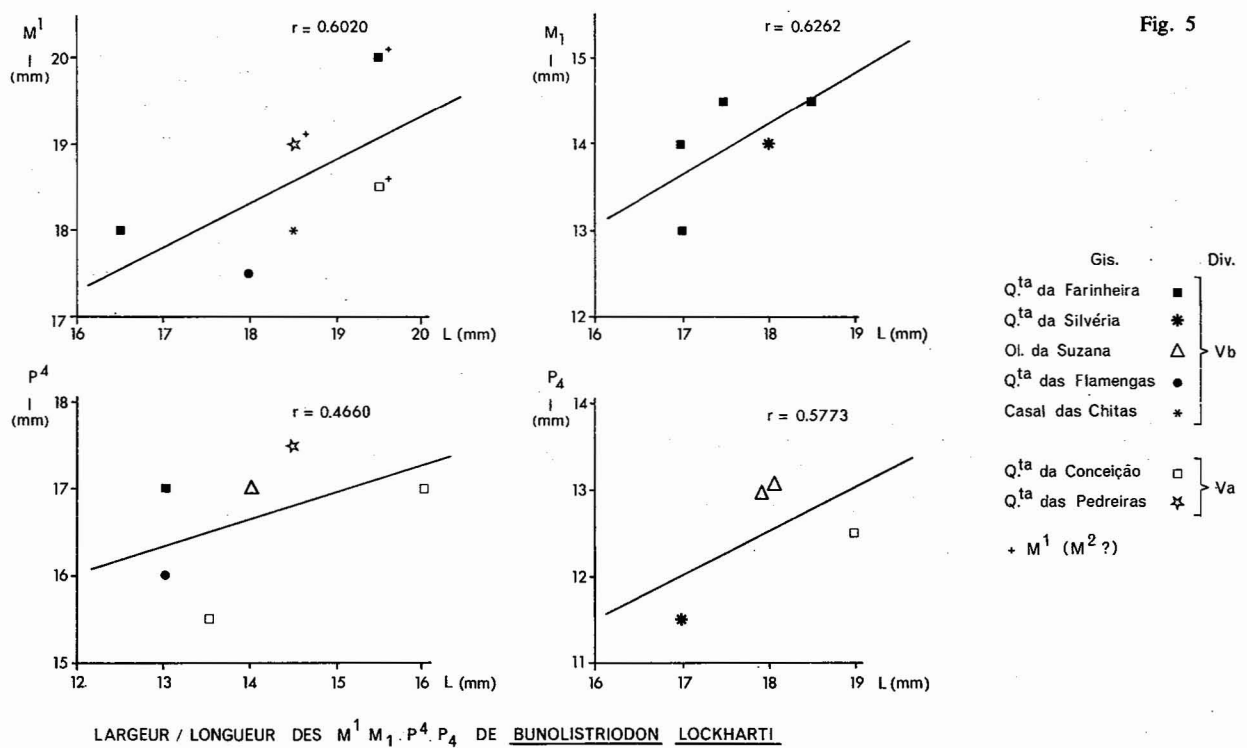 Fig. 5
M¹
l
(mm)
r = 0.6020
20
19
18
17
16 17 18 19 20 L (mm)
+
+
+
M₁
l
(mm)
r = 0.6262
15
14
13
12
16 17 18 19 L (mm)
P⁴
l
(mm)
r = 0.4660
18
17
16
15
12 13 14 15 16 L (mm)
P₄
l
(mm)
r = 0.5773
14
13
12
11
16 17 18 19 L (mm)
Gis. Div.
Q.ᵗᵃ da Farinheira
Q.ᵗᵃ da Silvéria
Ol. da Suzana Vb
Q.ᵗᵃ das Flamengas
Casal das Chitas
Q.ᵗᵃ da Conceição
Va
Q.ᵗᵃ das Pedreiras
+ M¹ (M² ?)
LARGEUR / LONGUEUR DES M¹ M₁. P⁴. P₄ DE BUNOLISTRIODON LOCKHARTI